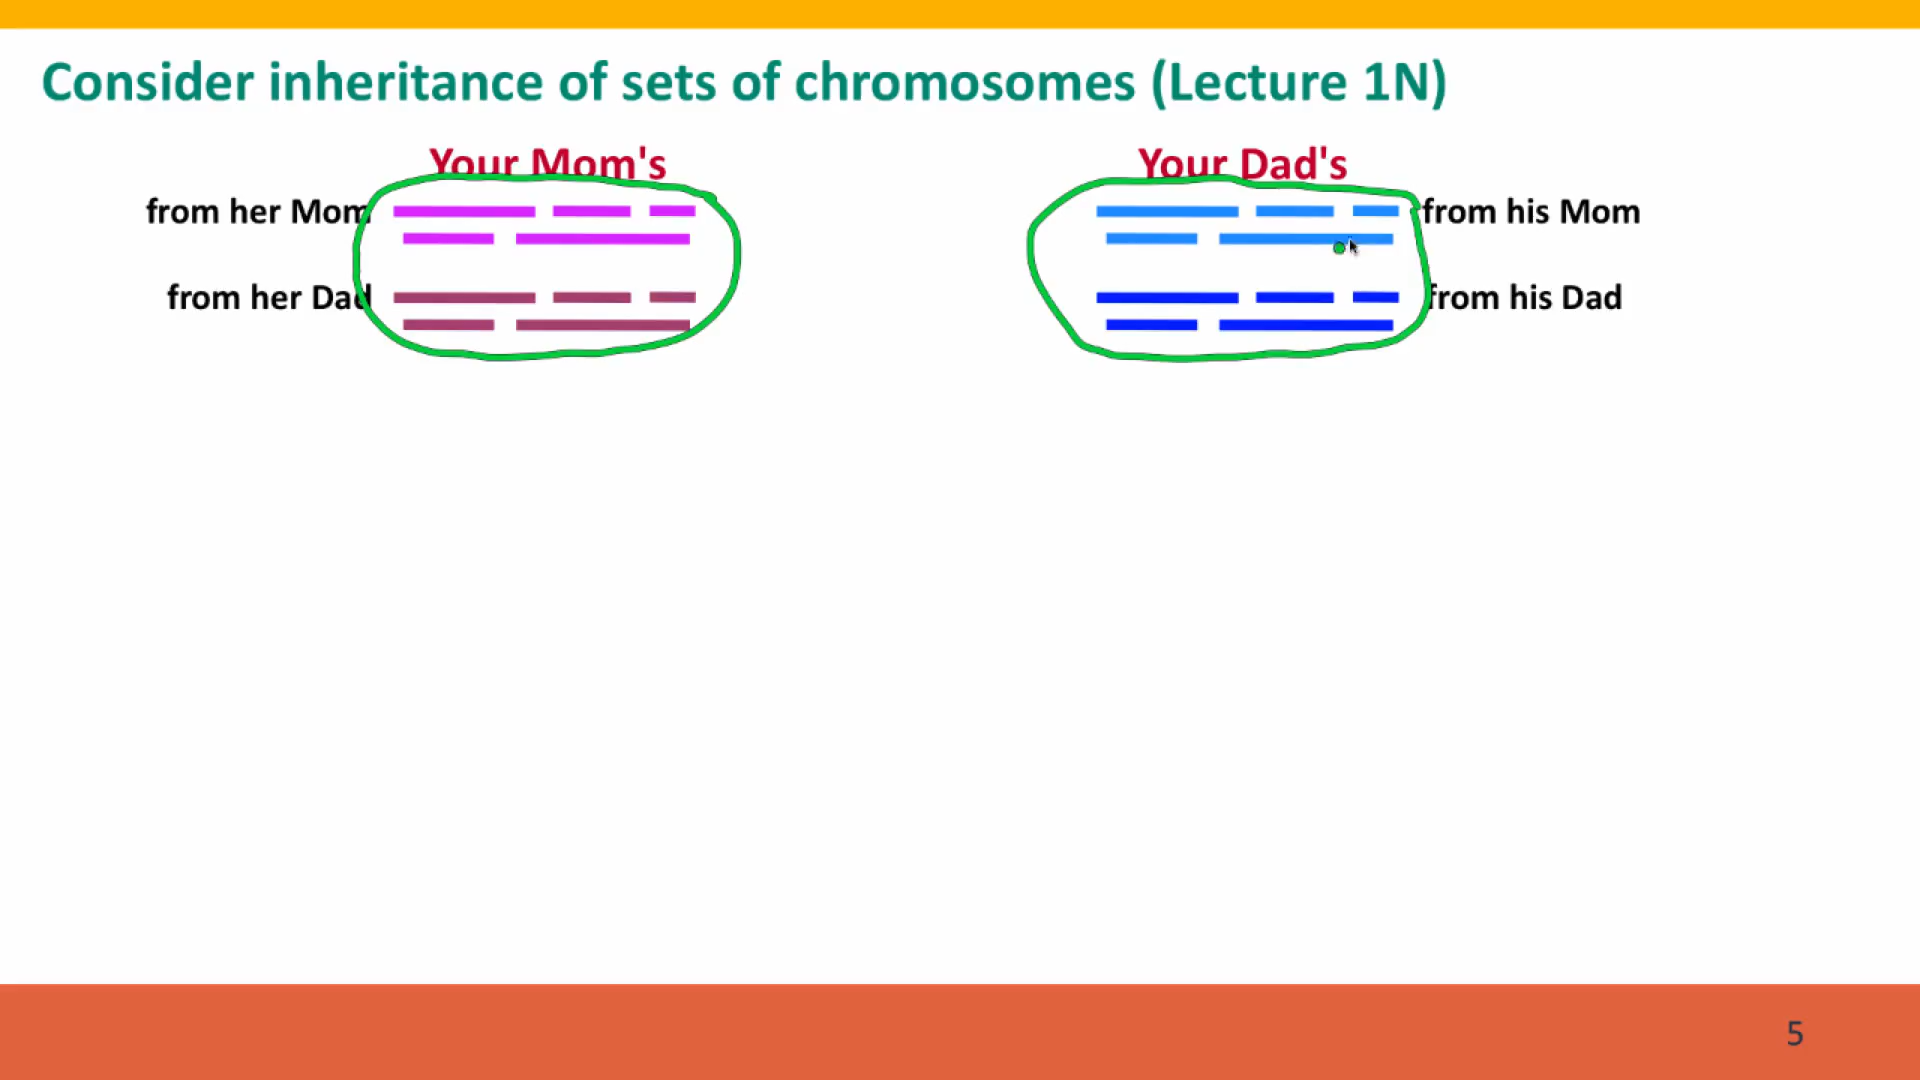 Consider inheritance of sets of chromosomes (Lecture 1N)
Your Mom's
Your Dad's
from her Mom
from his Mom
from her Dad
from his Dad
5